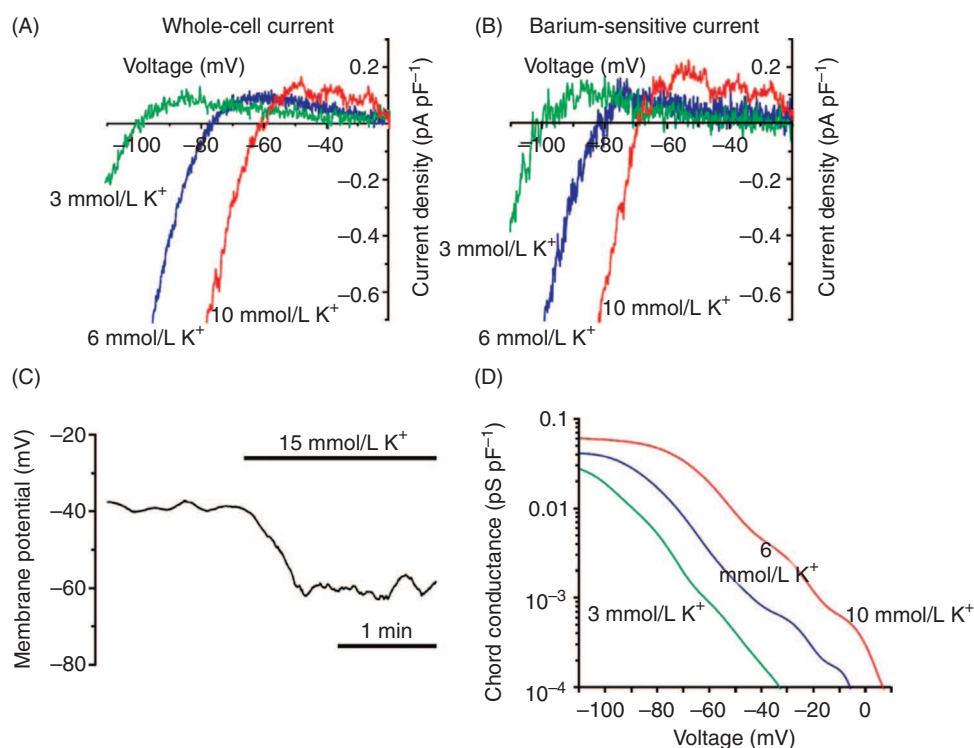 (A)
Whole-cell current
Voltage (mV)
0.2
−100
−80
−60
−40
−0.2
−0.6
Current density (pA pF⁻¹)
3 mmol/L K⁺
6 mmol/L K⁺
10 mmol/L K⁺
(B)
Barium-sensitive current
Voltage (mV)
0.2
−100
−80
−60
−40
−0.2
−0.6
Current density (pA pF⁻¹)
3 mmol/L K⁺
6 mmol/L K⁺
10 mmol/L K⁺
(C)
Membrane potential (mV)
−20
−40
−60
−80
15 mmol/L K⁺
1 min
(D)
Chord conductance (pS pF⁻¹)
0.1
0.01
10⁻³
10⁻⁴
6
mmol/L K⁺
3 mmol/L K⁺
10 mmol/L K⁺
−100
−80
−60
−40
−20
0
Voltage (mV)